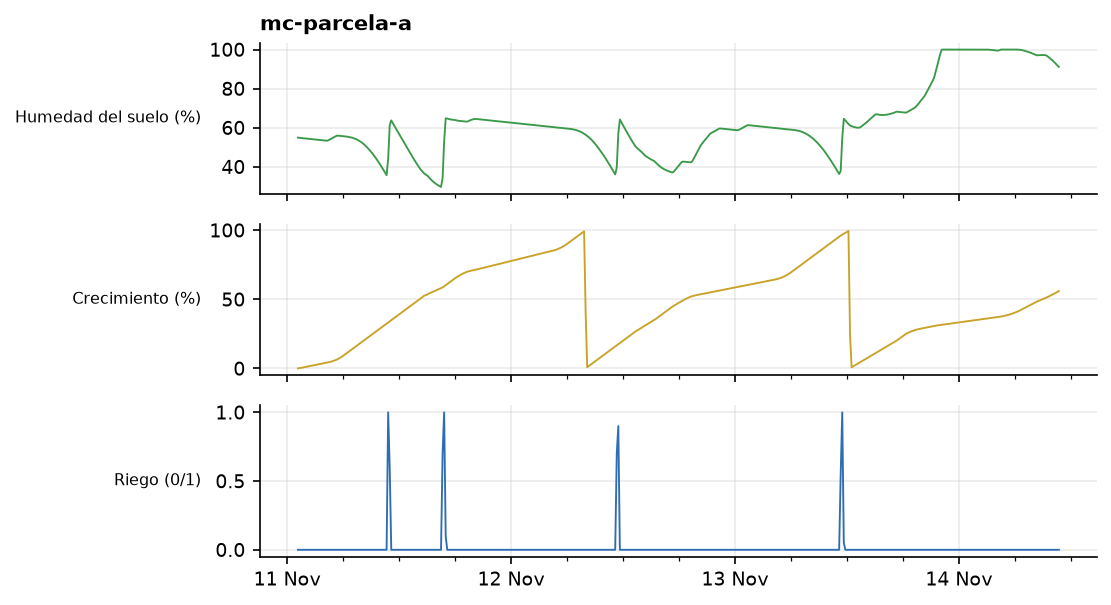 mc-parcela-a
100
80
60
40
Humedad del suelo (%)
100
50
0
Crecimiento (%)
1.0
0.5
0.0
Riego (0/1)
11 Nov
12 Nov
13 Nov
14 Nov